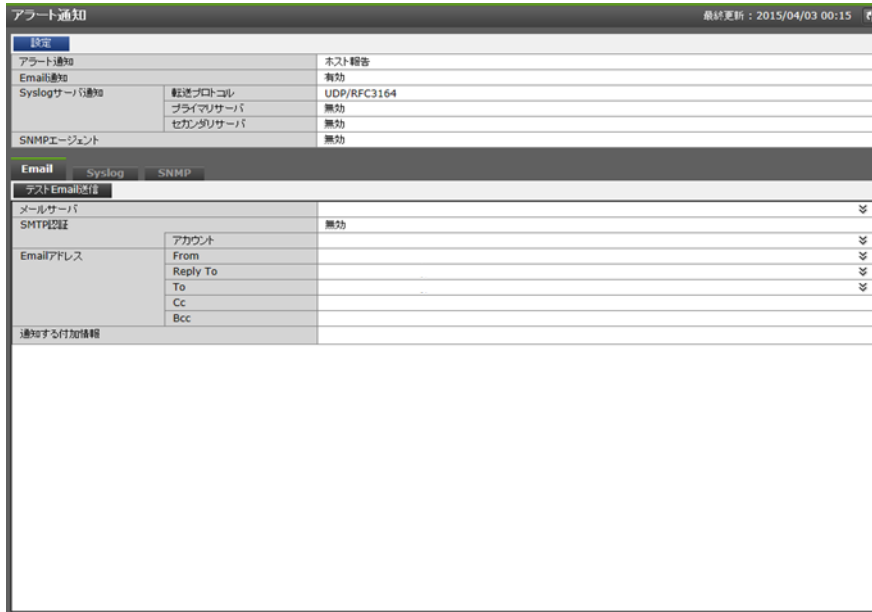 アラート通知 最終更新 : 2015/04/03 00:15
設定
アラート通知 ホスト報告
Email通知 有効
Syslogサーバ通知 転送プロトコル UDP/RFC3164
プライマリサーバ 無効
セカンダリサーバ 無効
SNMPエージェント 無効
Email Syslog SNMP
テストEmail送信
メールサーバ
SMTP認証 無効
アカウント
Emailアドレス From
Reply To
To
Cc
Bcc
通知する付加情報